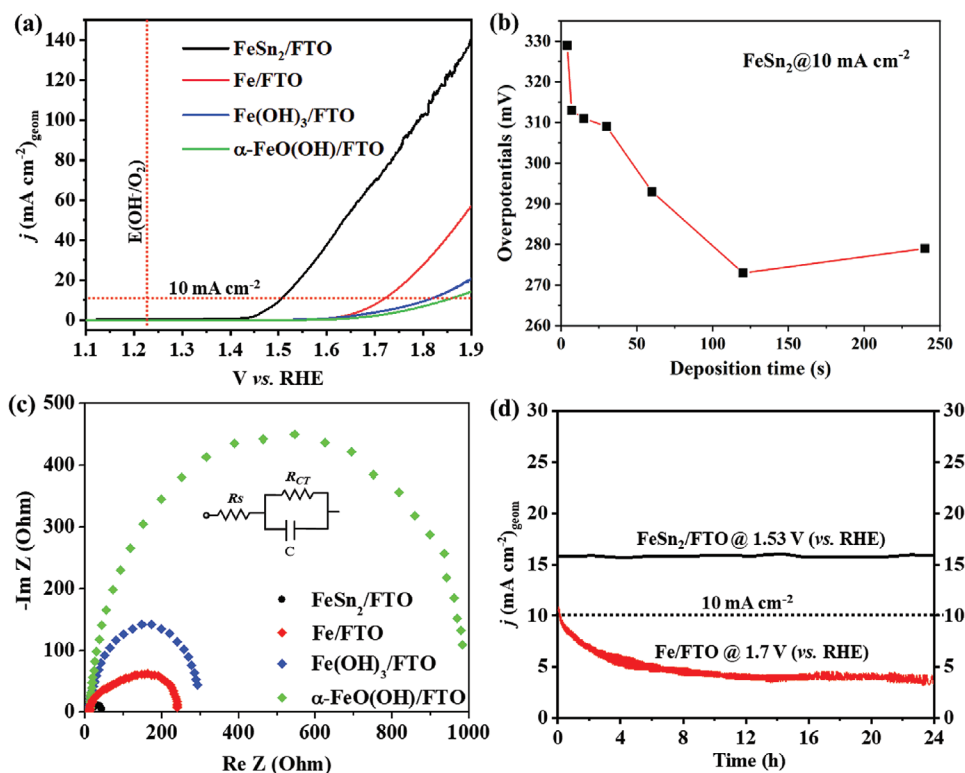 (a)
140
120
100
80
60
40
20
0
j (mA cm⁻²)geom
FeSn₂/FTO
Fe/FTO
Fe(OH)₃/FTO
α-FeO(OH)/FTO
E(OH⁻/O₂)
10 mA cm⁻²
1.1 1.2 1.3 1.4 1.5 1.6 1.7 1.8 1.9
V vs. RHE
(b)
330
320
310
300
290
280
270
260
Overpotentials (mV)
FeSn₂@10 mA cm⁻²
0 50 100 150 200 250
Deposition time (s)
(c)
500
400
300
200
100
0
-Im Z (Ohm)
Rs
R_CT
C
FeSn₂/FTO
Fe/FTO
Fe(OH)₃/FTO
α-FeO(OH)/FTO
0 200 400 600 800 1000
Re Z (Ohm)
(d)
30
25
20
15
10
5
0
j (mA cm⁻²)geom
FeSn₂/FTO @ 1.53 V (vs. RHE)
10 mA cm⁻²
Fe/FTO @ 1.7 V (vs. RHE)
30
25
20
15
10
5
0
0 4 8 12 16 20 24
Time (h)